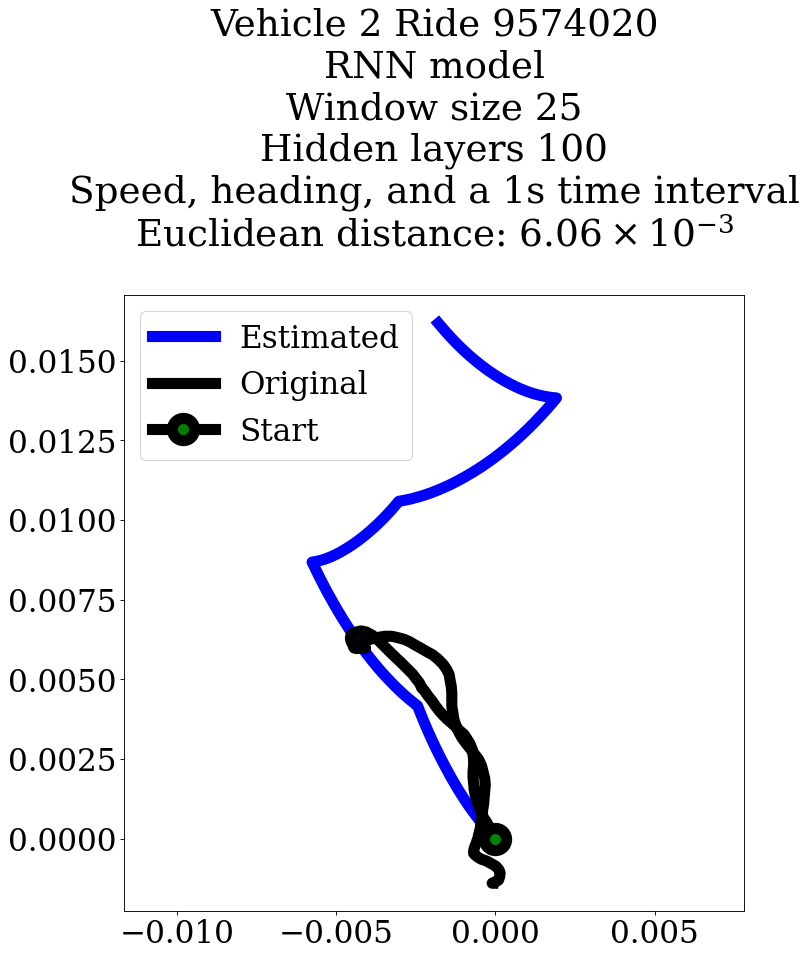 Vehicle 2 Ride 9574020
RNN model
Window size 25
Hidden layers 100
Speed, heading, and a 1s time interval
Euclidean distance: 6.06 × 10⁻³
Estimated
Original
Start
0.0150
0.0125
0.0100
0.0075
0.0050
0.0025
0.0000
−0.010 −0.005 0.000 0.005